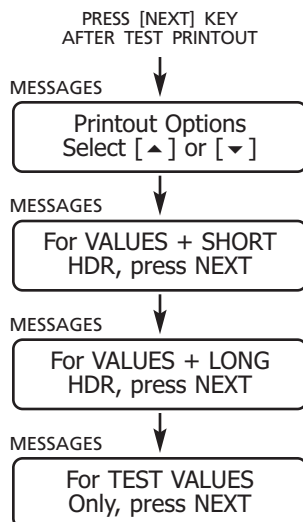 PRESS [NEXT] KEY
AFTER TEST PRINTOUT
MESSAGES
Printout Options
Select [▲] or [▼]
MESSAGES
For VALUES + SHORT
HDR, press NEXT
MESSAGES
For VALUES + LONG
HDR, press NEXT
MESSAGES
For TEST VALUES
Only, press NEXT